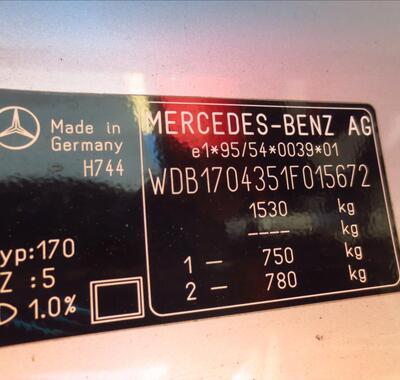 Made in
Germany
H744
yp:170
Z :5
1.0%
MERCEDES-BENZ AG
e1*95/54*0039*01
WDB1704351F015672
1530 kg
---- kg
1 – 750 kg
2 – 780 kg